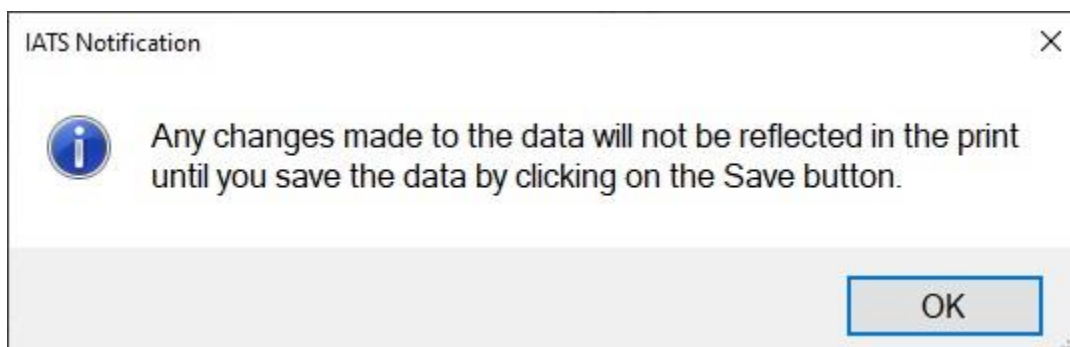 IATS Notification
Any changes made to the data will not be reflected in the print
until you save the data by clicking on the Save button.
OK